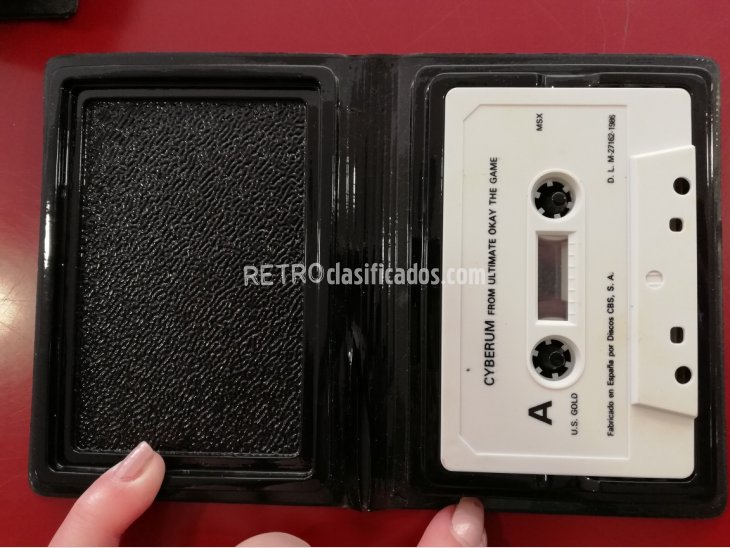 CYBERUM FROM ULTIMATE OKAY THE GAME
A
U.S. GOLD
MSX
Fabricado en España por Discos CBS, S. A.
D. L. M-27162-1986
RETROclasificados.com